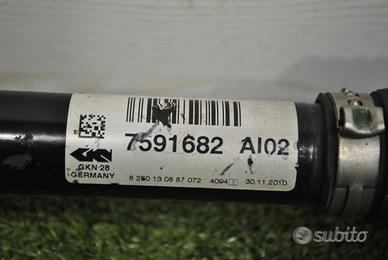 7591682 AI02
GKN 28
GERMANY
8 250 13 08 87 072 4094 30.11.2010
subito